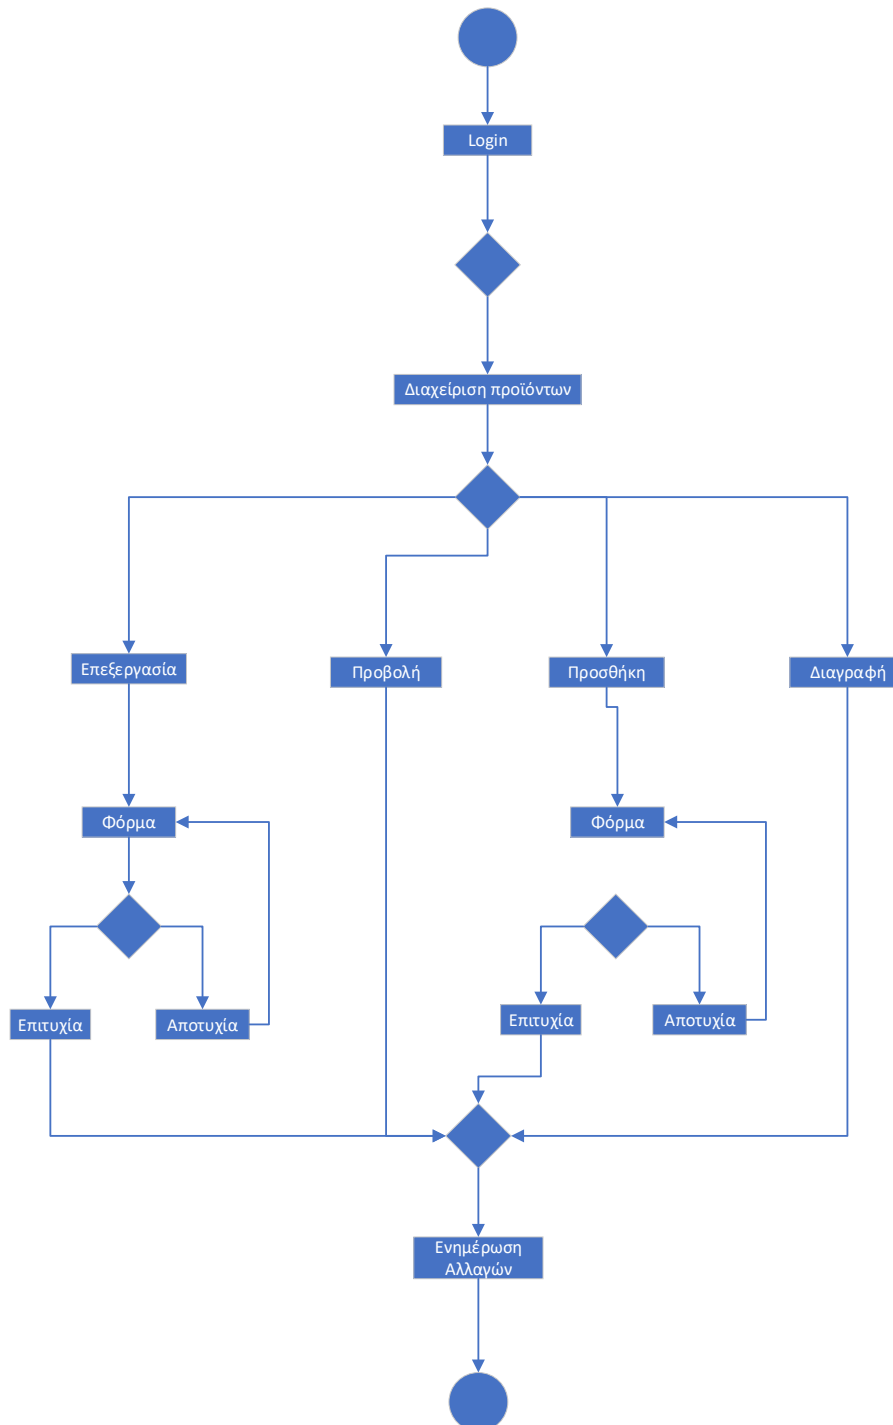 Login
Διαχείριση προϊόντων
Επεξεργασία
Προβολή
Προσθήκη
Διαγραφή
Φόρμα
Φόρμα
Επιτυχία
Αποτυχία
Επιτυχία
Αποτυχία
Ενημέρωση
Αλλαγών